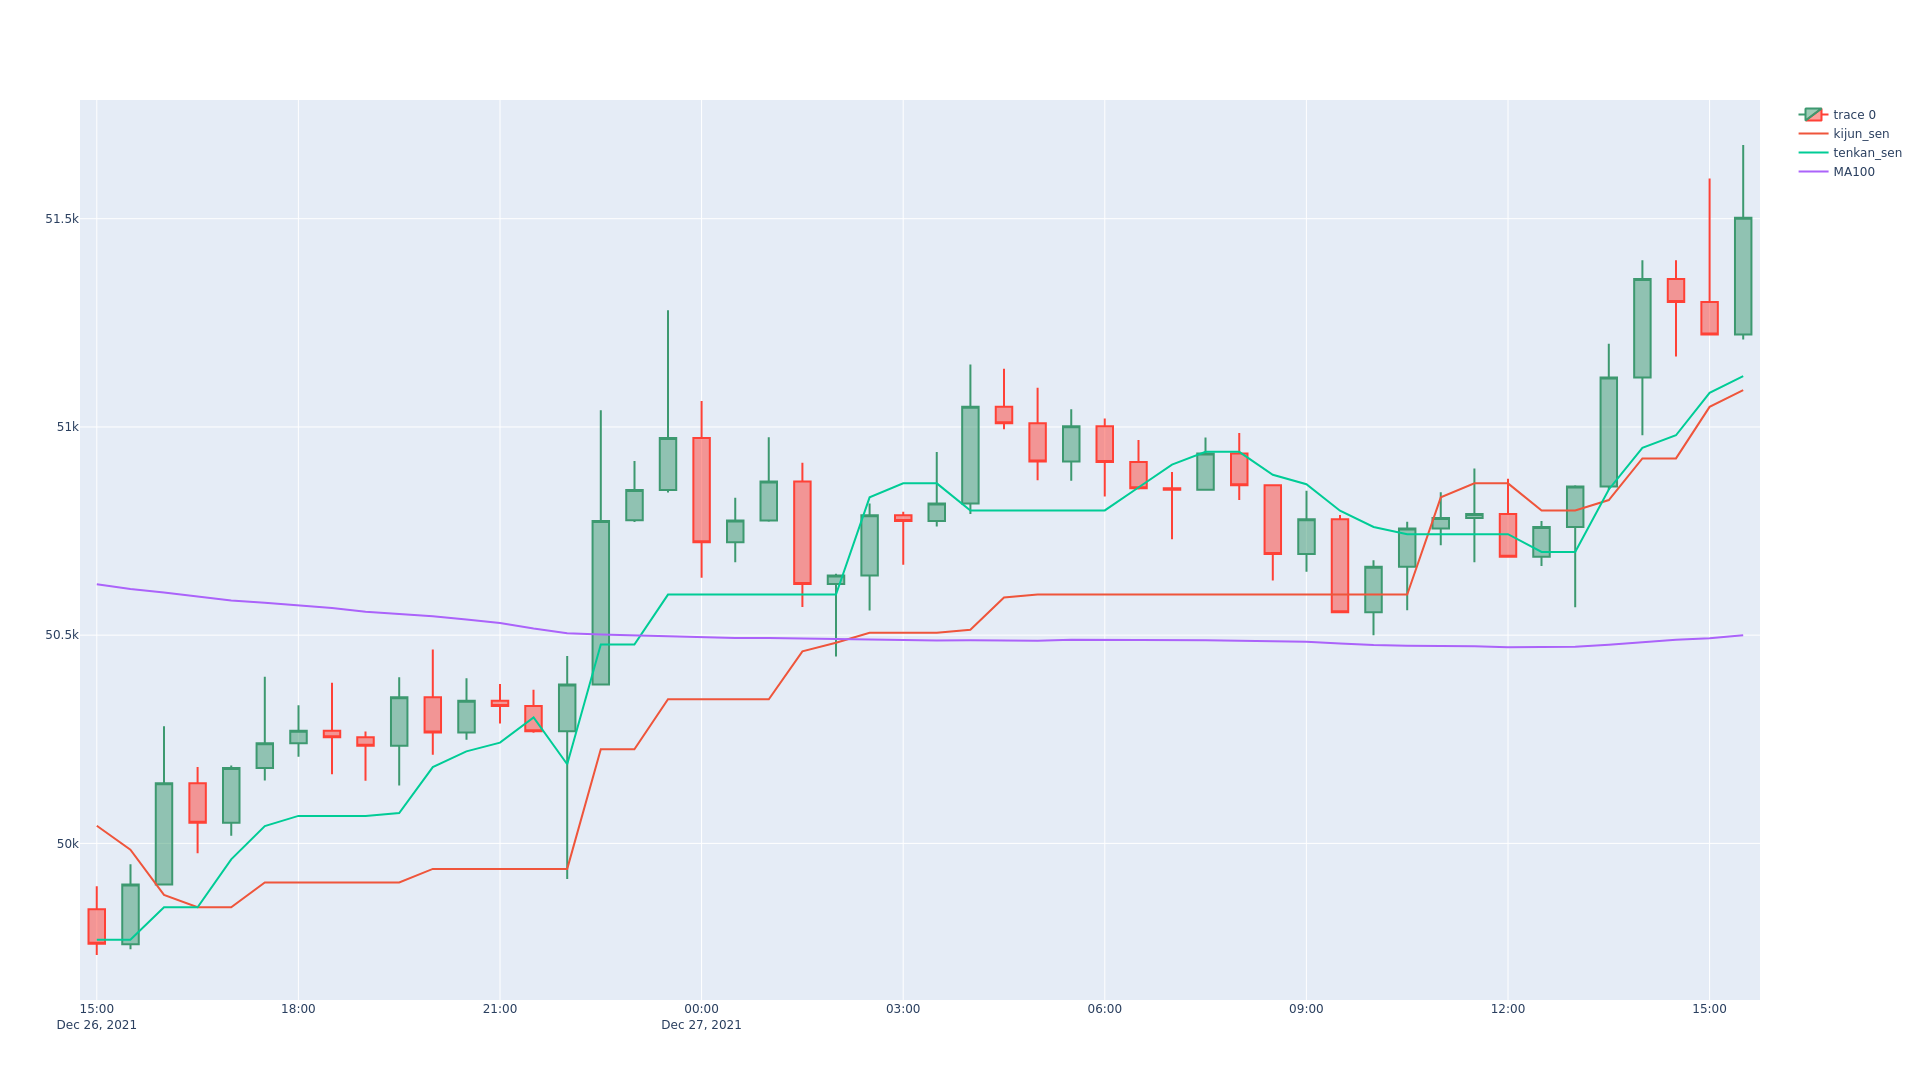 trace 0
kijun_sen
tenkan_sen
MA100
51.5k
51k
50.5k
50k
15:00 18:00 21:00 00:00 03:00 06:00 09:00 12:00 15:00
Dec 26, 2021 Dec 27, 2021